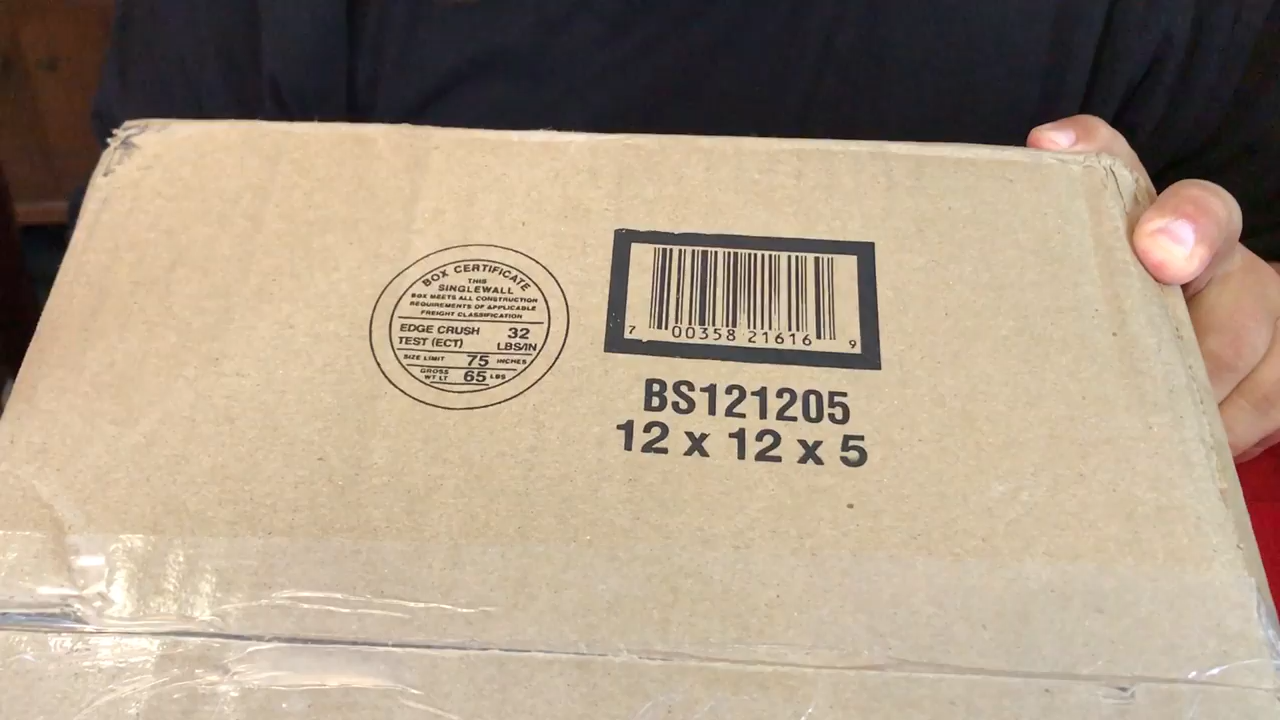 BOX CERTIFICATE
THIS
SINGLEWALL
BOX MEETS ALL CONSTRUCTION
REQUIREMENTS OF APPLICABLE
FREIGHT CLASSIFICATION
EDGE CRUSH
TEST (ECT)
32
LBS/IN
SIZE LIMIT 75 INCHES
GROSS
WT LT 65 LBS
7 00358 21616 9
BS121205
12 x 12 x 5